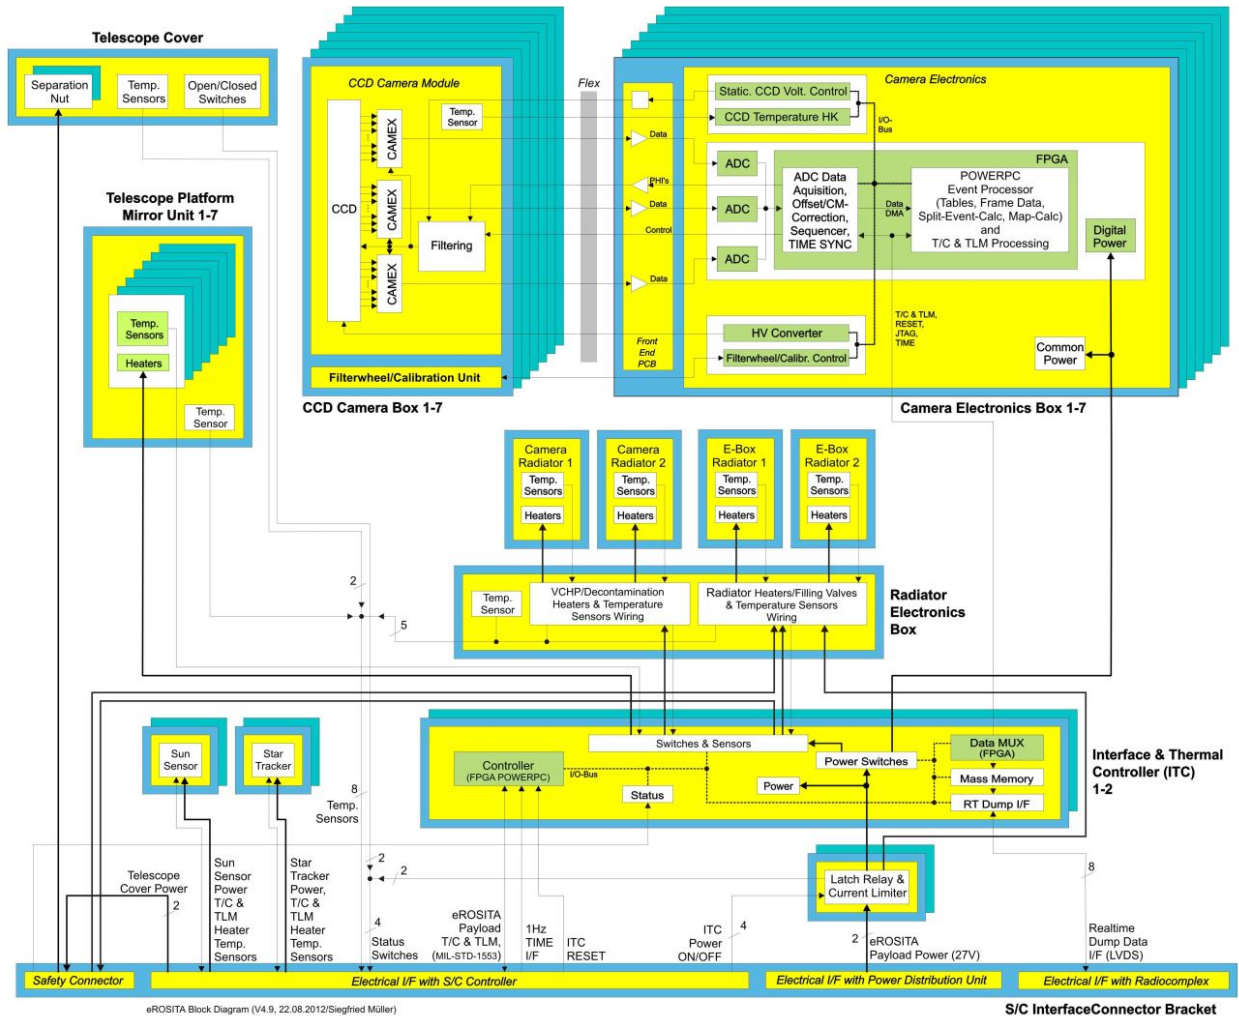 Telescope Cover
Separation
Nut
Temp.
Sensors
Open/Closed
Switches
Telescope Platform
Mirror Unit 1-7
Temp.
Sensors
Heaters
Temp.
Sensor
CCD Camera Module
CCD
CAMEX
CAMEX
CAMEX
Temp.
Sensor
Filtering
Filterwheel/Calibration Unit
CCD Camera Box 1-7
Flex
Front
End
PCB
Data
PHI's
Data
Control
Data
Camera Electronics
Static. CCD Volt. Control
CCD Temperature HK
I/O-
Bus
ADC
ADC
ADC
FPGA
ADC Data
Aquisition,
Offset/CM-
Correction,
Sequencer,
TIME SYNC
Data
DMA
POWERPC
Event Processor
(Tables, Frame Data,
Split-Event-Calc, Map-Calc)
and
T/C & TLM Processing
Digital
Power
HV Converter
Filterwheel/Calibr. Control
T/C & TLM,
RESET,
JTAG,
TIME
Common
Power
Camera Electronics Box 1-7
Camera
Radiator 1
Temp.
Sensors
Heaters
Camera
Radiator 2
Temp.
Sensors
Heaters
E-Box
Radiator 1
Temp.
Sensors
Heaters
E-Box
Radiator 2
Temp.
Sensors
Heaters
2
5
Temp.
Sensor
VCHP/Decontamination
Heaters & Temperature
Sensors Wiring
Radiator Heaters/Filling Valves
& Temperature Sensors
Wiring
Radiator
Electronics
Box
Sun
Sensor
Star
Tracker
8
Temp.
Sensors
Switches & Sensors
Controller
(FPGA POWERPC)
I/O-Bus
Status
Power
Power Switches
Data MUX
(FPGA)
Mass Memory
RT Dump I/F
Interface & Thermal
Controller (ITC)
1-2
2
2
Latch Relay &
Current Limiter
8
Telescope
Cover Power
2
Sun
Sensor
Power
T/C &
TLM
Heater
Temp.
Sensors
Star
Tracker
Power,
T/C &
TLM
Heater
Temp.
Sensors
4
Status
Switches
eROSITA
Payload
T/C & TLM,
(MIL-STD-1553)
1Hz
TIME
I/F
ITC
RESET
ITC
Power
ON/OFF
4
2
eROSITA
Payload Power (27V)
Realtime
Dump Data
I/F (LVDS)
Safety Connector
Electrical I/F with S/C Controller
Electrical I/F with Power Distribution Unit
Electrical I/F with Radiocomplex
eROSITA Block Diagram (V4.9, 22.08.2012/Siegfried Müller)
S/C InterfaceConnector Bracket